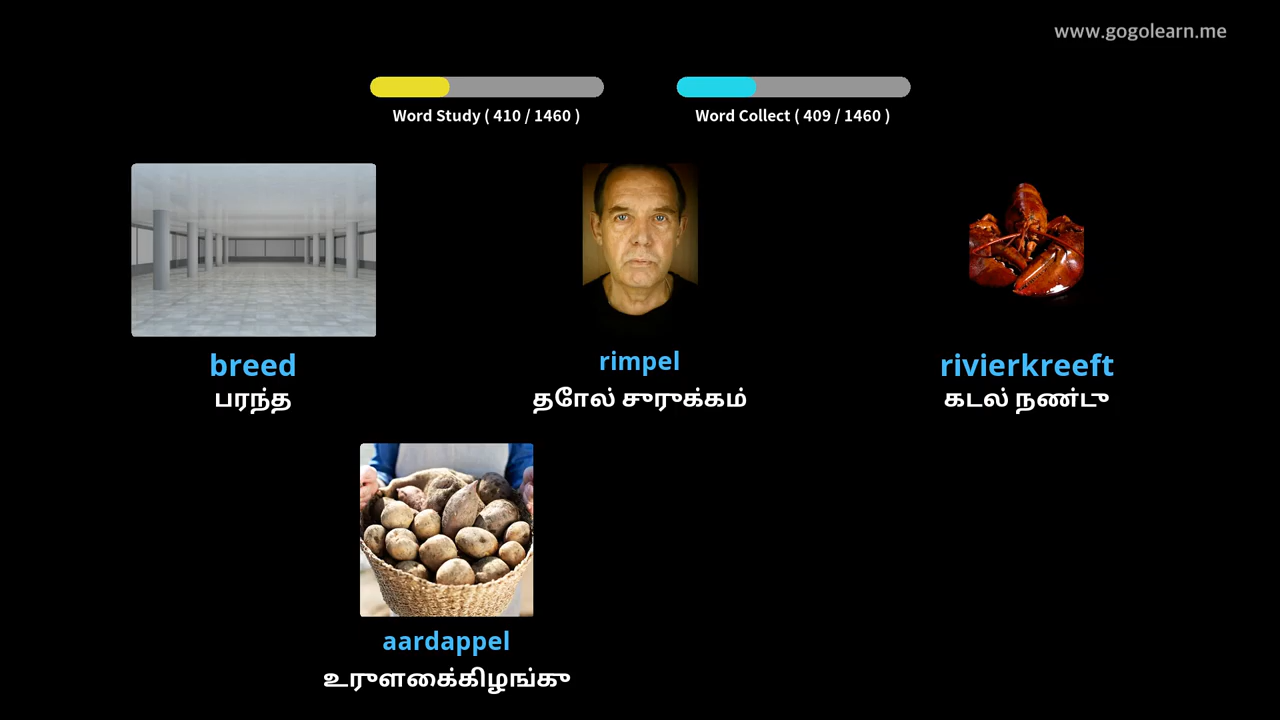 www.gogolearn.me
Word Study ( 410 / 1460 )
Word Collect ( 409 / 1460 )
breed
பரந்த
rimpel
தோல் சுருக்கம்
rivierkreeft
கடல் நண்டு
aardappel
உருளைக்கிழங்கு